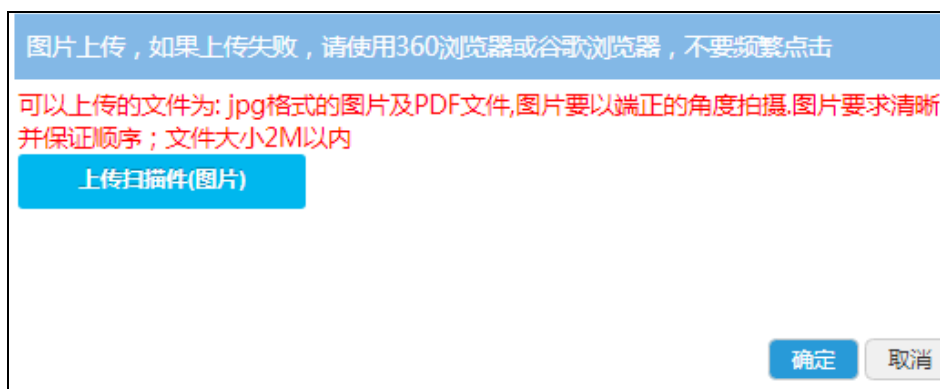 图片上传，如果上传失败，请使用360浏览器或谷歌浏览器，不要频繁点击
可以上传的文件为: jpg格式的图片及PDF文件,图片要以端正的角度拍摄.图片要求清晰
并保证顺序；文件大小2M以内
上传扫描件(图片)
确定
取消